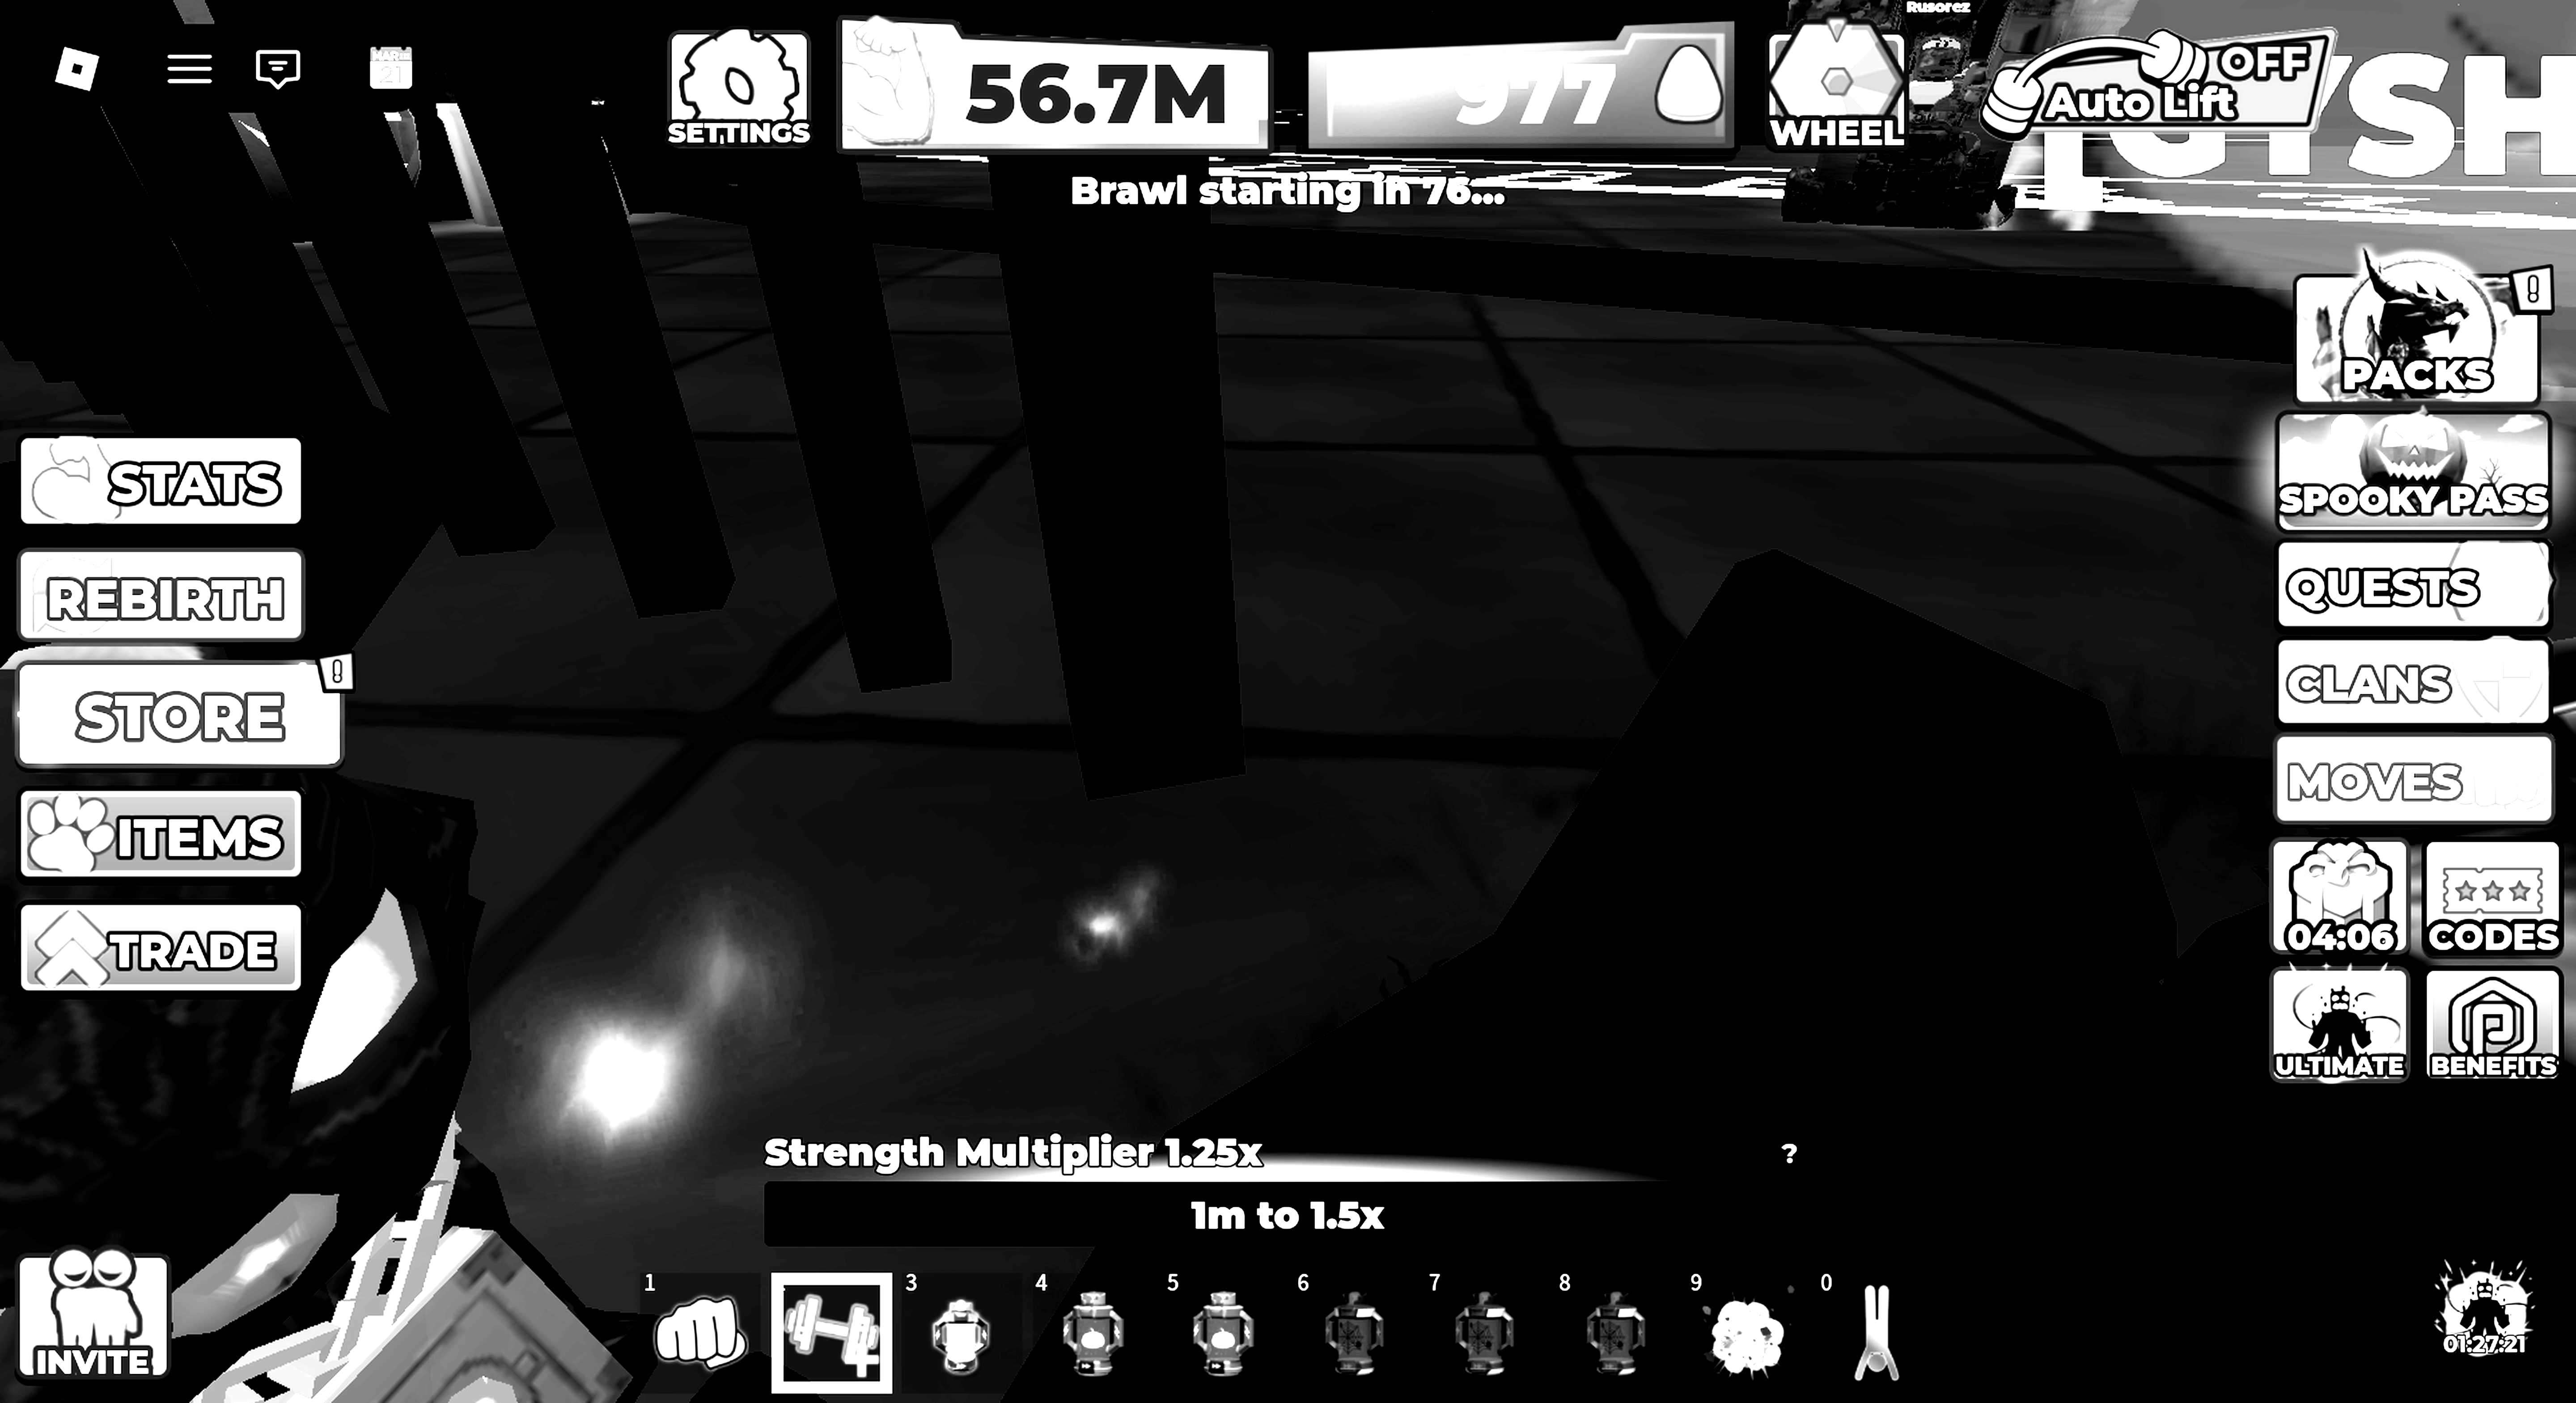 Rusorez
MAR
21
SETTINGS
56.7M
977
WHEEL
OFF
Auto Lift
Brawl starting in 76...
PACKS
SPOOKY PASS
QUESTS
CLANS
MOVES
04:06
CODES
ULTIMATE
BENEFITS
STATS
REBIRTH
STORE
ITEMS
TRADE
INVITE
Strength Multiplier 1.25x
?
1m to 1.5x
1
3
4
5
6
7
8
9
0
01:27:21